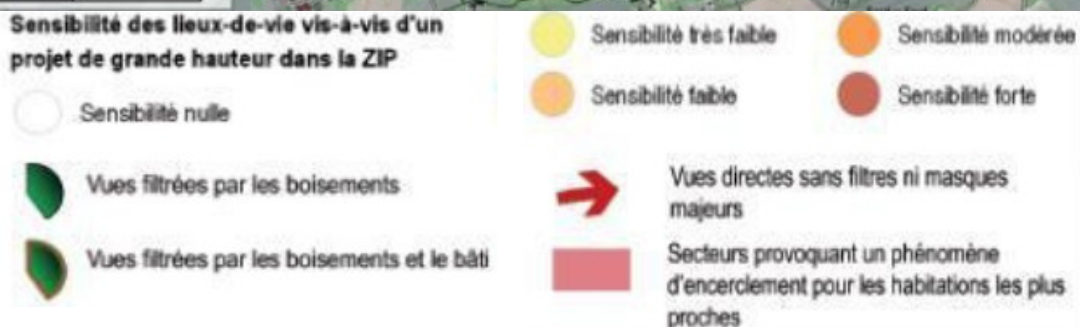 Sensibilité des lieux-de-vie vis-à-vis d'un
projet de grande hauteur dans la ZIP
Sensibilité nulle
Sensibilité très faible
Sensibilité modérée
Sensibilité faible
Sensibilité forte
Vues filtrées par les boisements
Vues filtrées par les boisements et le bâti
Vues directes sans filtres ni masques
majeurs
Secteurs provoquant un phénomène
d'encerclement pour les habitations les plus
proches